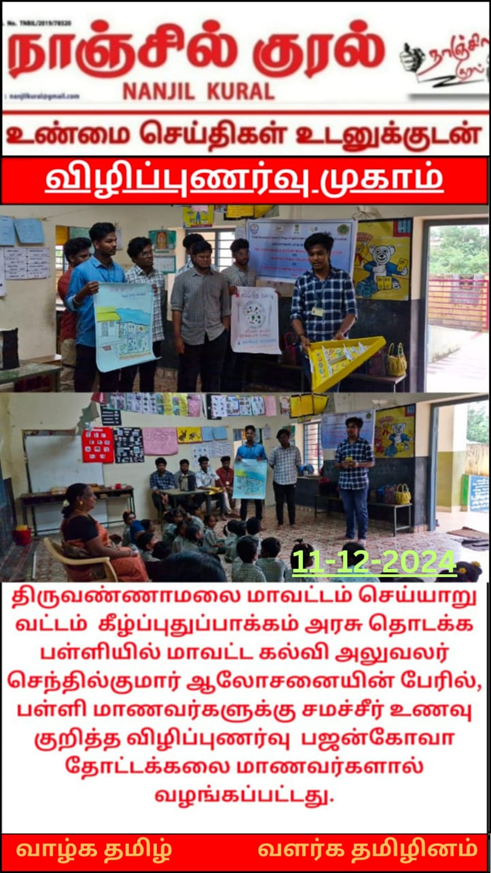 No. TNBIL/2019/78320
நாஞ்சில் குரல்
NANJIL KURAL
: nanjilkural@gmail.com
நாஞ்சில்
குரல்
உண்மை செய்திகள் உடனுக்குடன்
விழிப்புணர்வு முகாம்
11-12-2024
திருவண்ணாமலை மாவட்டம் செய்யாறு
வட்டம் கீழ்ப்புதுப்பாக்கம் அரசு தொடக்க
பள்ளியில் மாவட்ட கல்வி அலுவலர்
செந்தில்குமார் ஆலோசனையின் பேரில்,
பள்ளி மாணவர்களுக்கு சமச்சீர் உணவு
குறித்த விழிப்புணர்வு பஜன்கோவா
தோட்டக்கலை மாணவர்களால்
வழங்கப்பட்டது.
வாழ்க தமிழ் வளர்க தமிழினம்